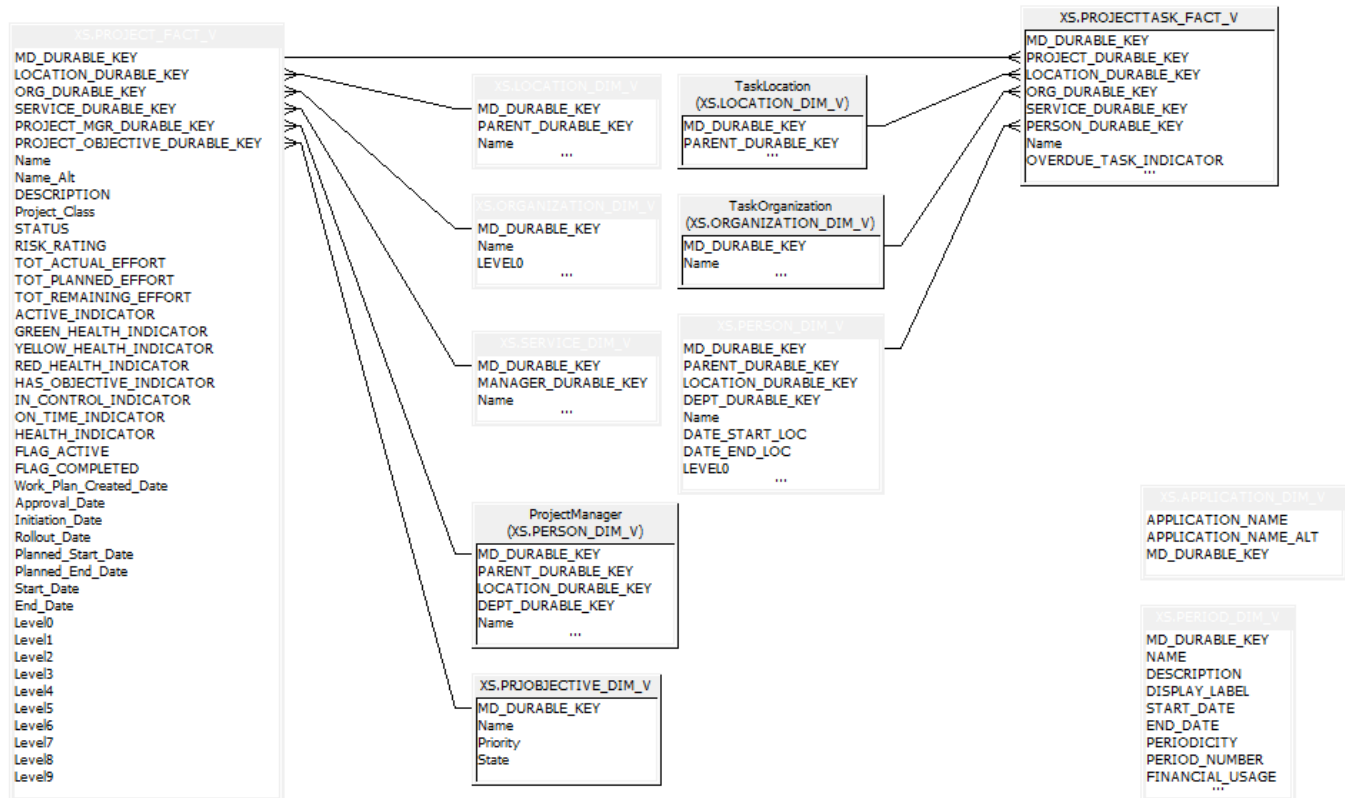 XS.PROJECT_FACT_V
MD_DURABLE_KEY
LOCATION_DURABLE_KEY
ORG_DURABLE_KEY
SERVICE_DURABLE_KEY
PROJECT_MGR_DURABLE_KEY
PROJECT_OBJECTIVE_DURABLE_KEY
Name
Name_Alt
DESCRIPTION
Project_Class
STATUS
RISK_RATING
TOT_ACTUAL_EFFORT
TOT_PLANNED_EFFORT
TOT_REMAINING_EFFORT
ACTIVE_INDICATOR
GREEN_HEALTH_INDICATOR
YELLOW_HEALTH_INDICATOR
RED_HEALTH_INDICATOR
HAS_OBJECTIVE_INDICATOR
IN_CONTROL_INDICATOR
ON_TIME_INDICATOR
HEALTH_INDICATOR
FLAG_ACTIVE
FLAG_COMPLETED
Work_Plan_Created_Date
Approval_Date
Initiation_Date
Rollout_Date
Planned_Start_Date
Planned_End_Date
Start_Date
End_Date
Level0
Level1
Level2
Level3
Level4
Level5
Level6
Level7
Level8
Level9
XS.LOCATION_DIM_V
MD_DURABLE_KEY
PARENT_DURABLE_KEY
Name
...
XS.ORGANIZATION_DIM_V
MD_DURABLE_KEY
Name
LEVEL0
...
XS.SERVICE_DIM_V
MD_DURABLE_KEY
MANAGER_DURABLE_KEY
Name
...
ProjectManager
(XS.PERSON_DIM_V)
MD_DURABLE_KEY
PARENT_DURABLE_KEY
LOCATION_DURABLE_KEY
DEPT_DURABLE_KEY
Name
...
XS.PRJOBJECTIVE_DIM_V
MD_DURABLE_KEY
Name
Priority
State
TaskLocation
(XS.LOCATION_DIM_V)
MD_DURABLE_KEY
PARENT_DURABLE_KEY
...
TaskOrganization
(XS.ORGANIZATION_DIM_V)
MD_DURABLE_KEY
Name
...
XS.PERSON_DIM_V
MD_DURABLE_KEY
PARENT_DURABLE_KEY
LOCATION_DURABLE_KEY
DEPT_DURABLE_KEY
Name
DATE_START_LOC
DATE_END_LOC
LEVEL0
...
XS.PROJECTTASK_FACT_V
MD_DURABLE_KEY
PROJECT_DURABLE_KEY
LOCATION_DURABLE_KEY
ORG_DURABLE_KEY
SERVICE_DURABLE_KEY
PERSON_DURABLE_KEY
Name
OVERDUE_TASK_INDICATOR
...
XS.APPLICATION_DIM_V
APPLICATION_NAME
APPLICATION_NAME_ALT
MD_DURABLE_KEY
XS.PERIOD_DIM_V
MD_DURABLE_KEY
NAME
DESCRIPTION
DISPLAY_LABEL
START_DATE
END_DATE
PERIODICITY
PERIOD_NUMBER
FINANCIAL_USAGE
...